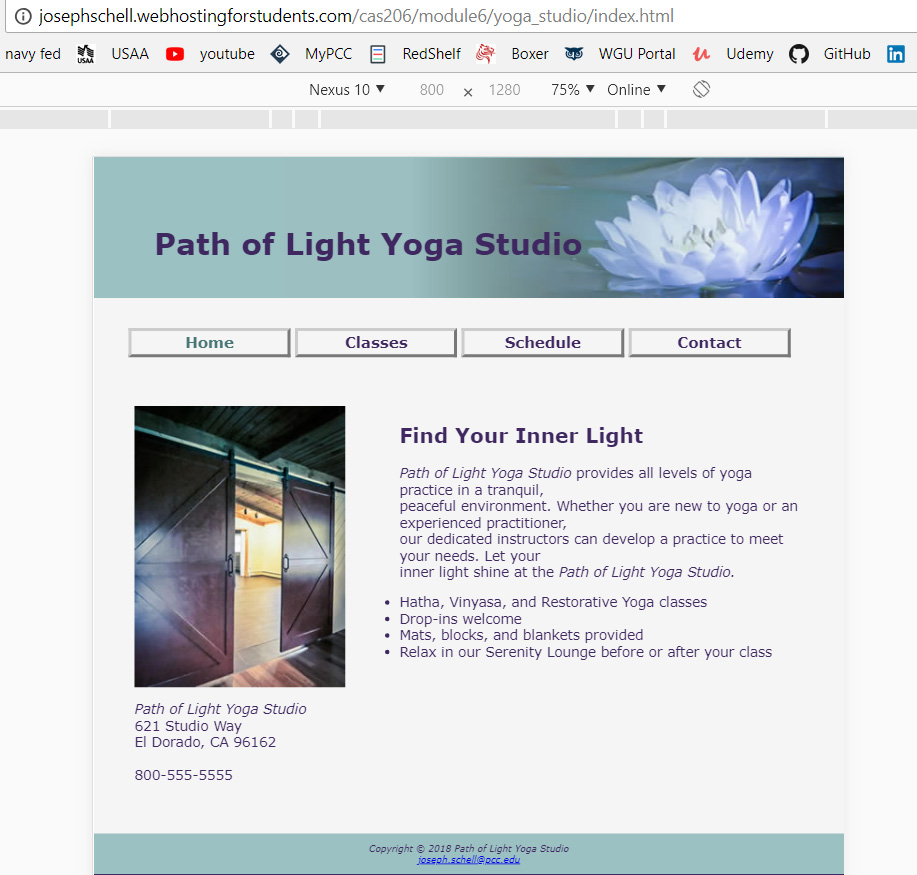 josephschell.webhostingforstudents.com/cas206/module6/yoga_studio/index.html
navy fed USAA USAA youtube MyPCC RedShelf Boxer WGU Portal Udemy GitHub in
Nexus 10 ▼ 800 × 1280 75% ▼ Online ▼
Path of Light Yoga Studio
Home Classes Schedule Contact
Find Your Inner Light
Path of Light Yoga Studio provides all levels of yoga
practice in a tranquil,
peaceful environment. Whether you are new to yoga or an
experienced practitioner,
our dedicated instructors can develop a practice to meet
your needs. Let your
inner light shine at the Path of Light Yoga Studio.
• Hatha, Vinyasa, and Restorative Yoga classes
• Drop-ins welcome
• Mats, blocks, and blankets provided
• Relax in our Serenity Lounge before or after your class
Path of Light Yoga Studio
621 Studio Way
El Dorado, CA 96162
800-555-5555
Copyright © 2018 Path of Light Yoga Studio
joseph.schell@pcc.edu